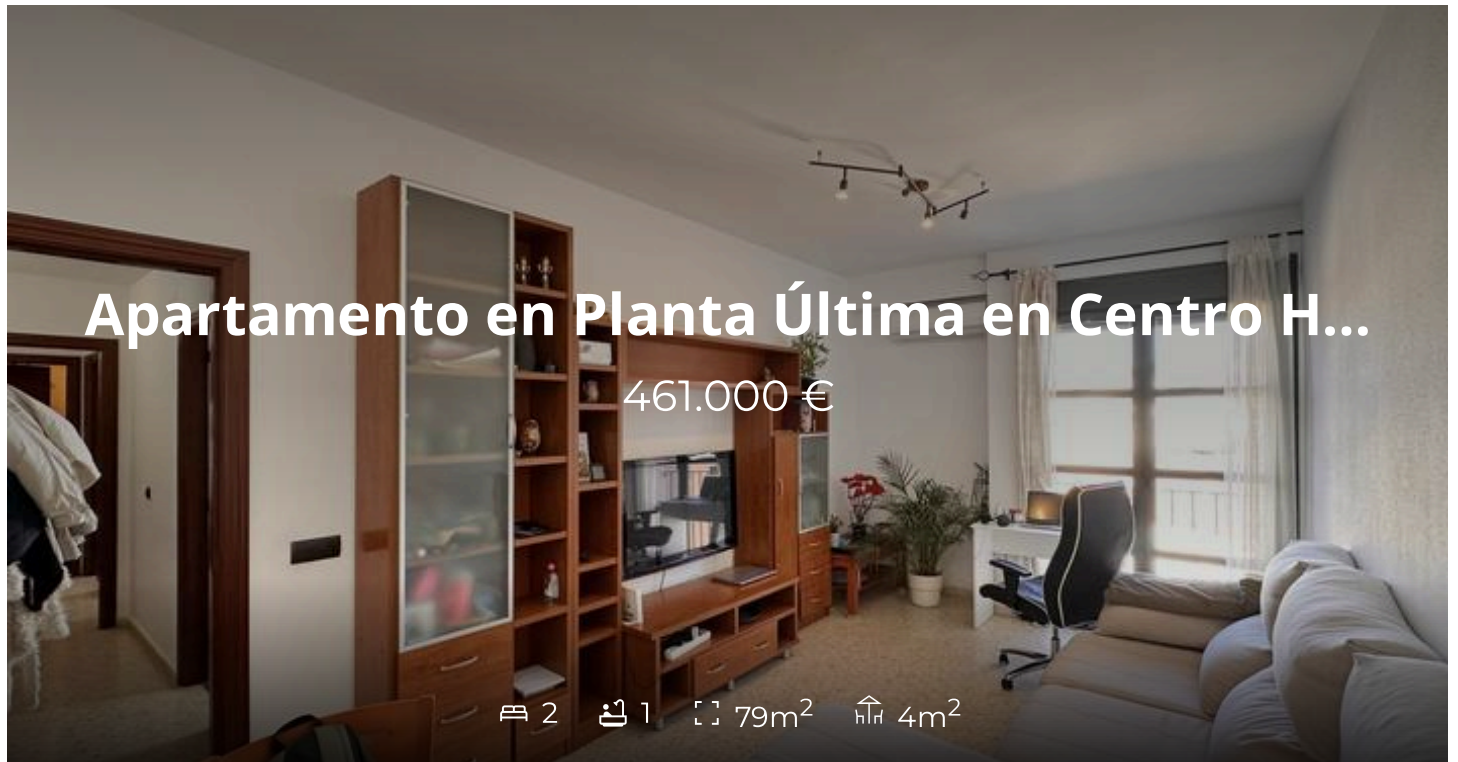 Apartamento en Planta Última en Centro H...
461.000 €
2 1 79m² 4m²